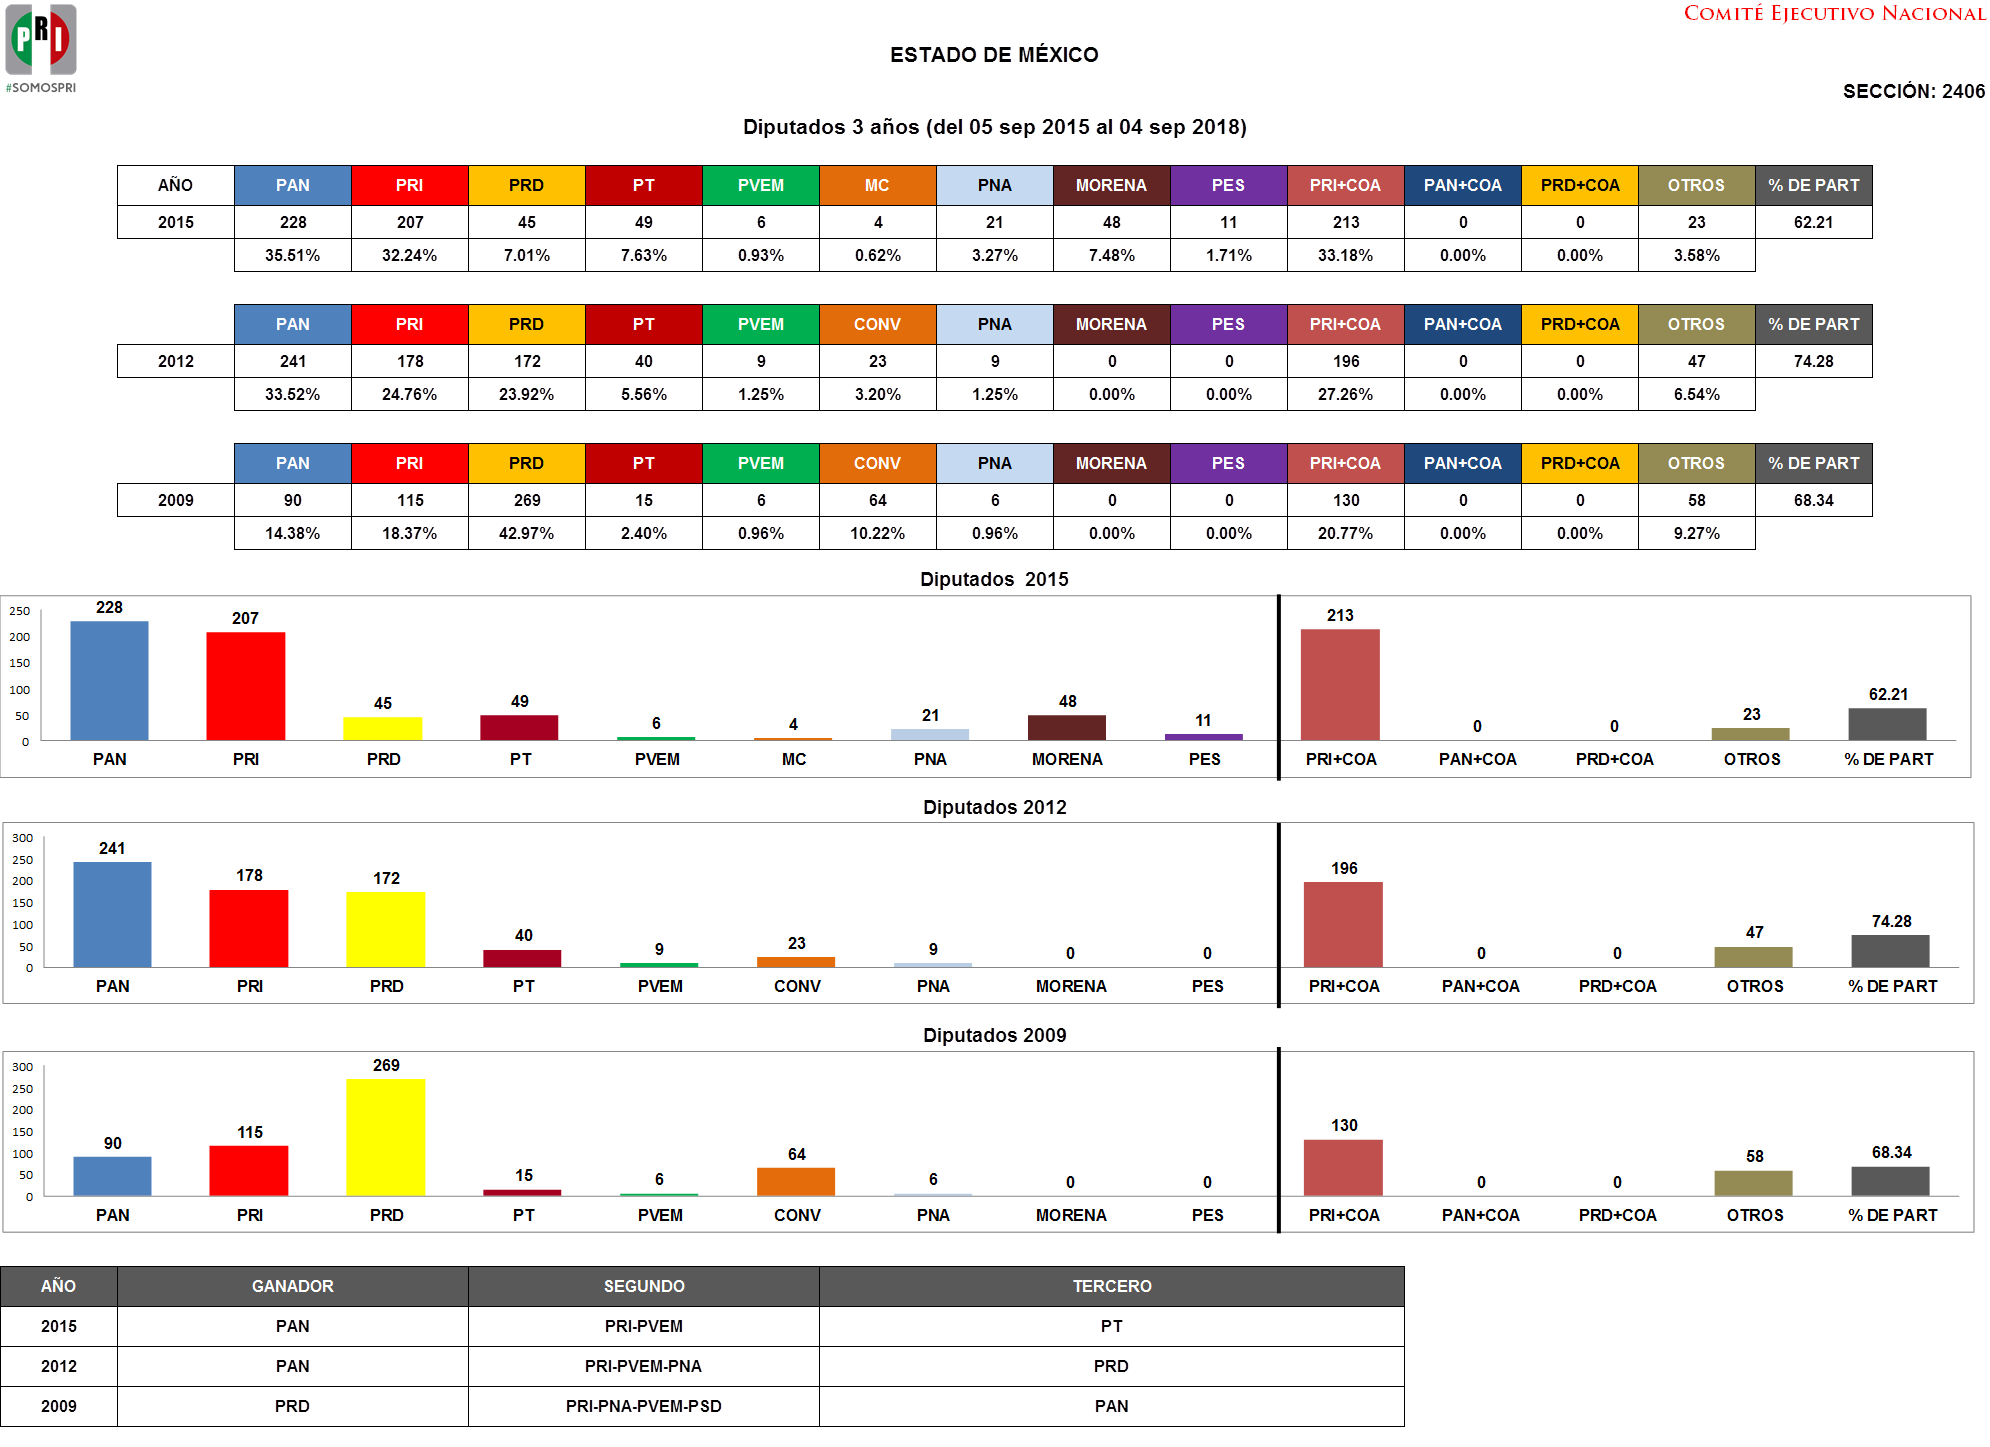 PRI
#SOMOSPRI
COMITÉ EJECUTIVO NACIONAL
ESTADO DE MÉXICO
SECCIÓN: 2406
Diputados 3 años (del 05 sep 2015 al 04 sep 2018)
AÑO PAN PRI PRD PT PVEM MC PNA MORENA PES PRI+COA PAN+COA PRD+COA OTROS % DE PART
2015 228 207 45 49 6 4 21 48 11 213 0 0 23 62.21
35.51% 32.24% 7.01% 7.63% 0.93% 0.62% 3.27% 7.48% 1.71% 33.18% 0.00% 0.00% 3.58%
PAN PRI PRD PT PVEM CONV PNA MORENA PES PRI+COA PAN+COA PRD+COA OTROS % DE PART
2012 241 178 172 40 9 23 9 0 0 196 0 0 47 74.28
33.52% 24.76% 23.92% 5.56% 1.25% 3.20% 1.25% 0.00% 0.00% 27.26% 0.00% 0.00% 6.54%
PAN PRI PRD PT PVEM CONV PNA MORENA PES PRI+COA PAN+COA PRD+COA OTROS % DE PART
2009 90 115 269 15 6 64 6 0 0 130 0 0 58 68.34
14.38% 18.37% 42.97% 2.40% 0.96% 10.22% 0.96% 0.00% 0.00% 20.77% 0.00% 0.00% 9.27%
Diputados 2015
250
200
150
100
50
0
228 207 45 49 6 4 21 48 11 213 0 0 23 62.21
PAN PRI PRD PT PVEM MC PNA MORENA PES PRI+COA PAN+COA PRD+COA OTROS % DE PART
Diputados 2012
300
250
200
150
100
50
0
241 178 172 40 9 23 9 0 0 196 0 0 47 74.28
PAN PRI PRD PT PVEM CONV PNA MORENA PES PRI+COA PAN+COA PRD+COA OTROS % DE PART
Diputados 2009
300
250
200
150
100
50
0
90 115 269 15 6 64 6 0 0 130 0 0 58 68.34
PAN PRI PRD PT PVEM CONV PNA MORENA PES PRI+COA PAN+COA PRD+COA OTROS % DE PART
AÑO GANADOR SEGUNDO TERCERO
2015 PAN PRI-PVEM PT
2012 PAN PRI-PVEM-PNA PRD
2009 PRD PRI-PNA-PVEM-PSD PAN